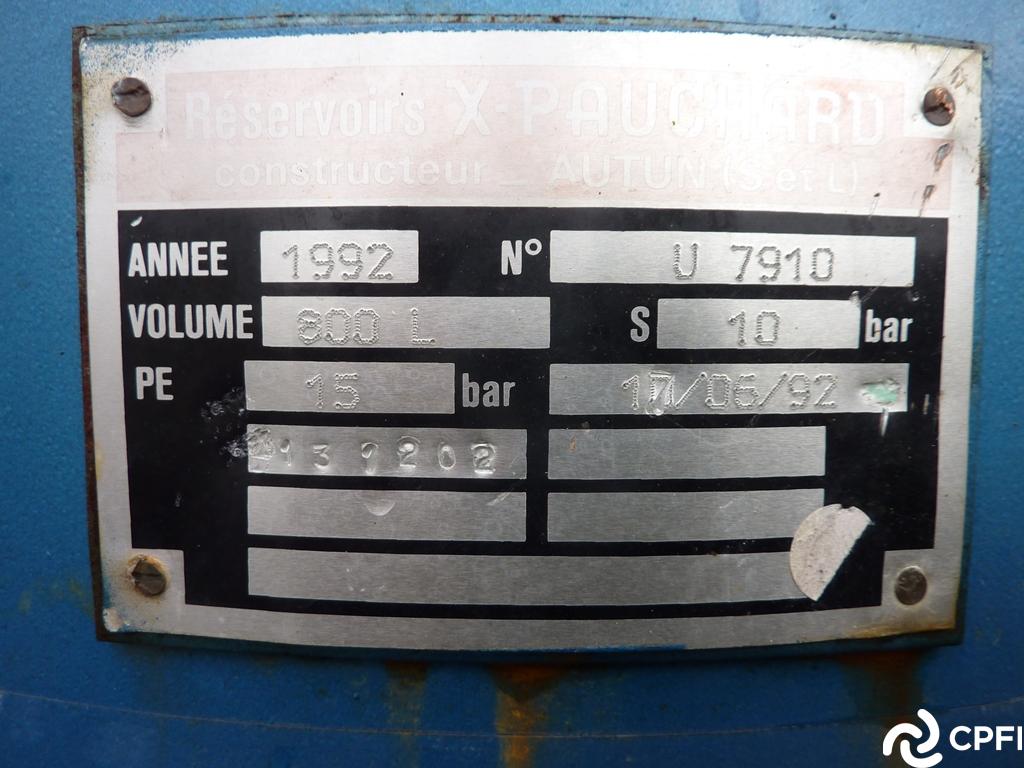 Réservoirs X. PAUCHARD
constructeur _ AUTUN (S et L)
ANNEE 1992 N° U 7910
VOLUME 800 L S 10 bar
PE 15 bar 17/06/92
CPFI